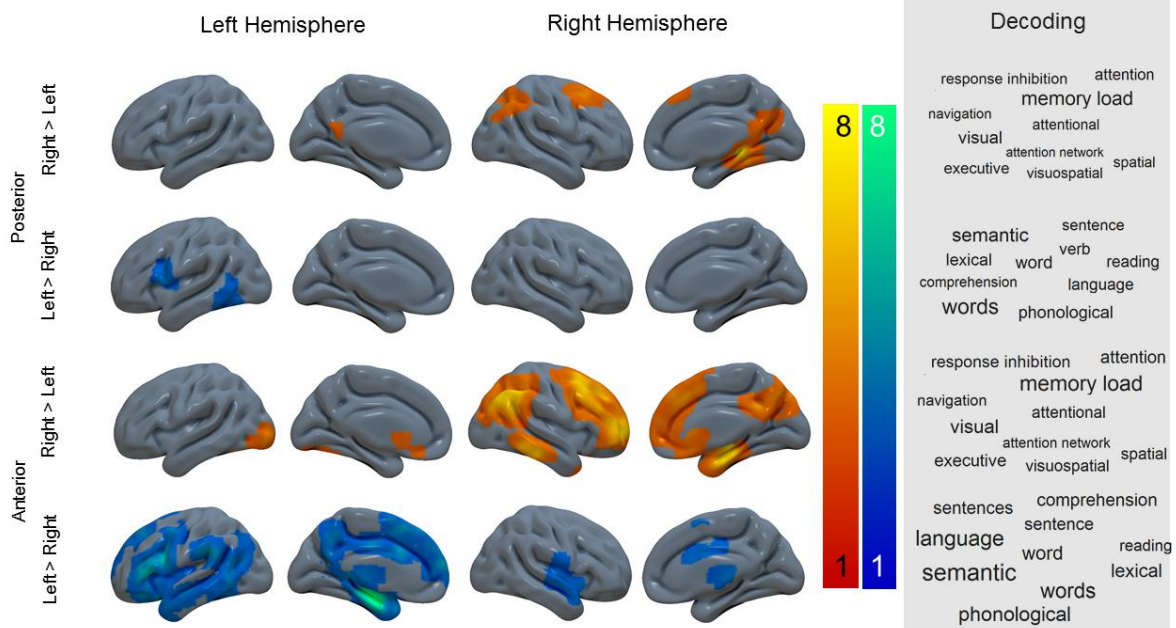 Left Hemisphere
Right Hemisphere
Decoding
Posterior
Right > Left
response inhibition attention
memory load
navigation attentional
visual
attention network
executive visuospatial spatial
Left > Right
sentence
semantic verb
lexical word reading
comprehension language
words phonological
Anterior
Right > Left
response inhibition attention
memory load
navigation attentional
visual
attention network
executive visuospatial spatial
Left > Right
sentences comprehension
sentence
language word reading
semantic lexical
words
phonological
8 8
1 1